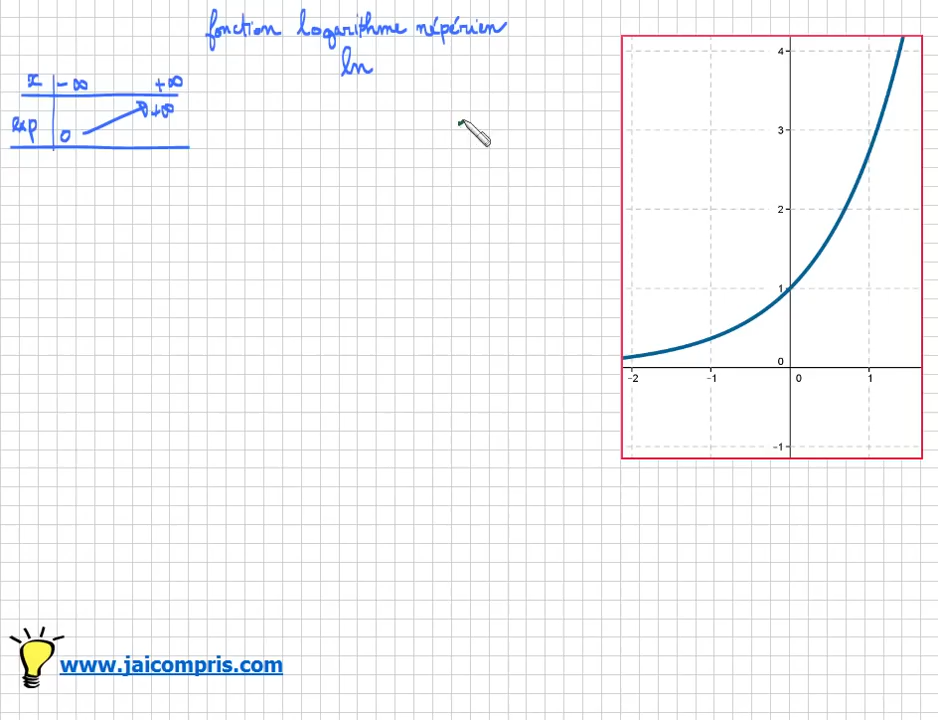 fonction logarithme népérien
ln
x -∞ +∞
exp 0 +∞
4
3
2
1
0
-2 -1 0 1
-1
www.jaicompris.com